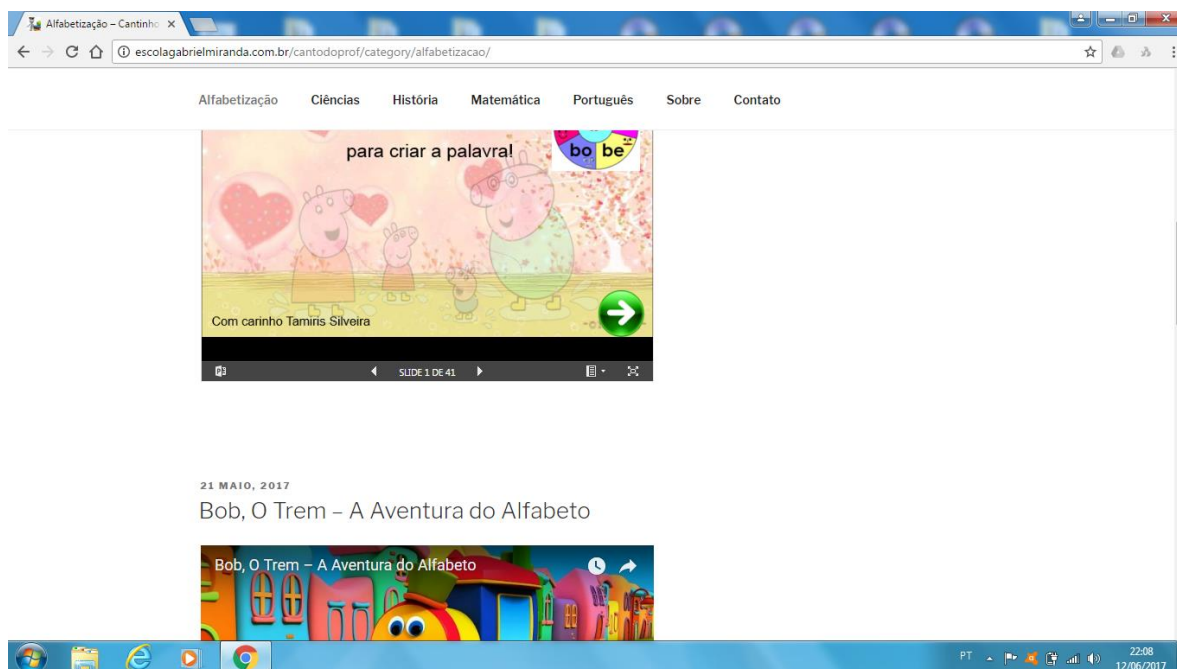 Alfabetização – Cantinho
escolagabrielmiranda.com.br/cantodoprof/category/alfabetizacao/
Alfabetização Ciências História Matemática Português Sobre Contato
para criar a palavra!
bo be
Com carinho Tamiris Silveira
SLIDE 1 DE 41
21 MAIO, 2017
Bob, O Trem – A Aventura do Alfabeto
Bob, O Trem – A Aventura do Alfabeto
PT
22:08
12/06/2017